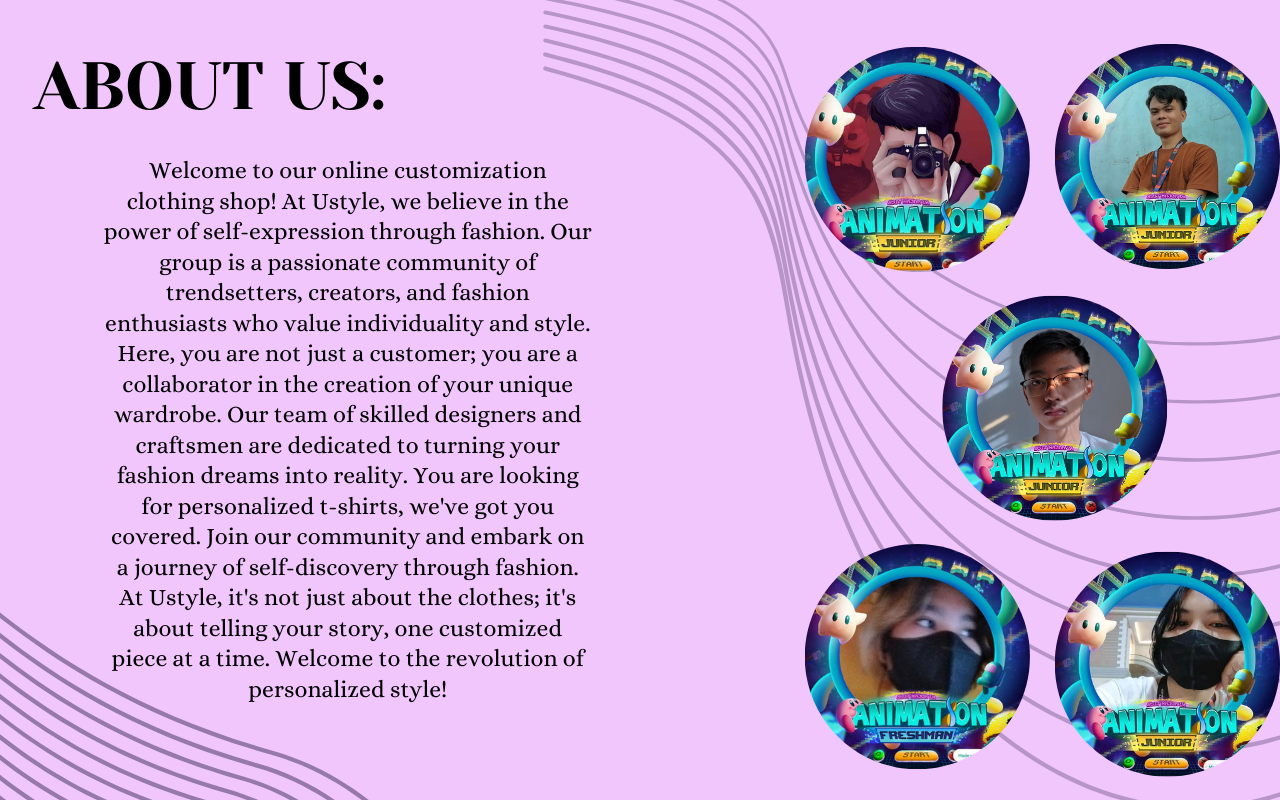 ABOUT US:
Welcome to our online customization
clothing shop! At Ustyle, we believe in the
power of self-expression through fashion. Our
group is a passionate community of
trendsetters, creators, and fashion
enthusiasts who value individuality and style.
Here, you are not just a customer; you are a
collaborator in the creation of your unique
wardrobe. Our team of skilled designers and
craftsmen are dedicated to turning your
fashion dreams into reality. You are looking
for personalized t-shirts, we've got you
covered. Join our community and embark on
a journey of self-discovery through fashion.
At Ustyle, it's not just about the clothes; it's
about telling your story, one customized
piece at a time. Welcome to the revolution of
personalized style!
ANIMATION
JUNIOR
START
ANIMATION
JUNIOR
START
ANIMATION
JUNIOR
START
ANIMATION
FRESHMAN
START
ANIMATION
JUNIOR
START